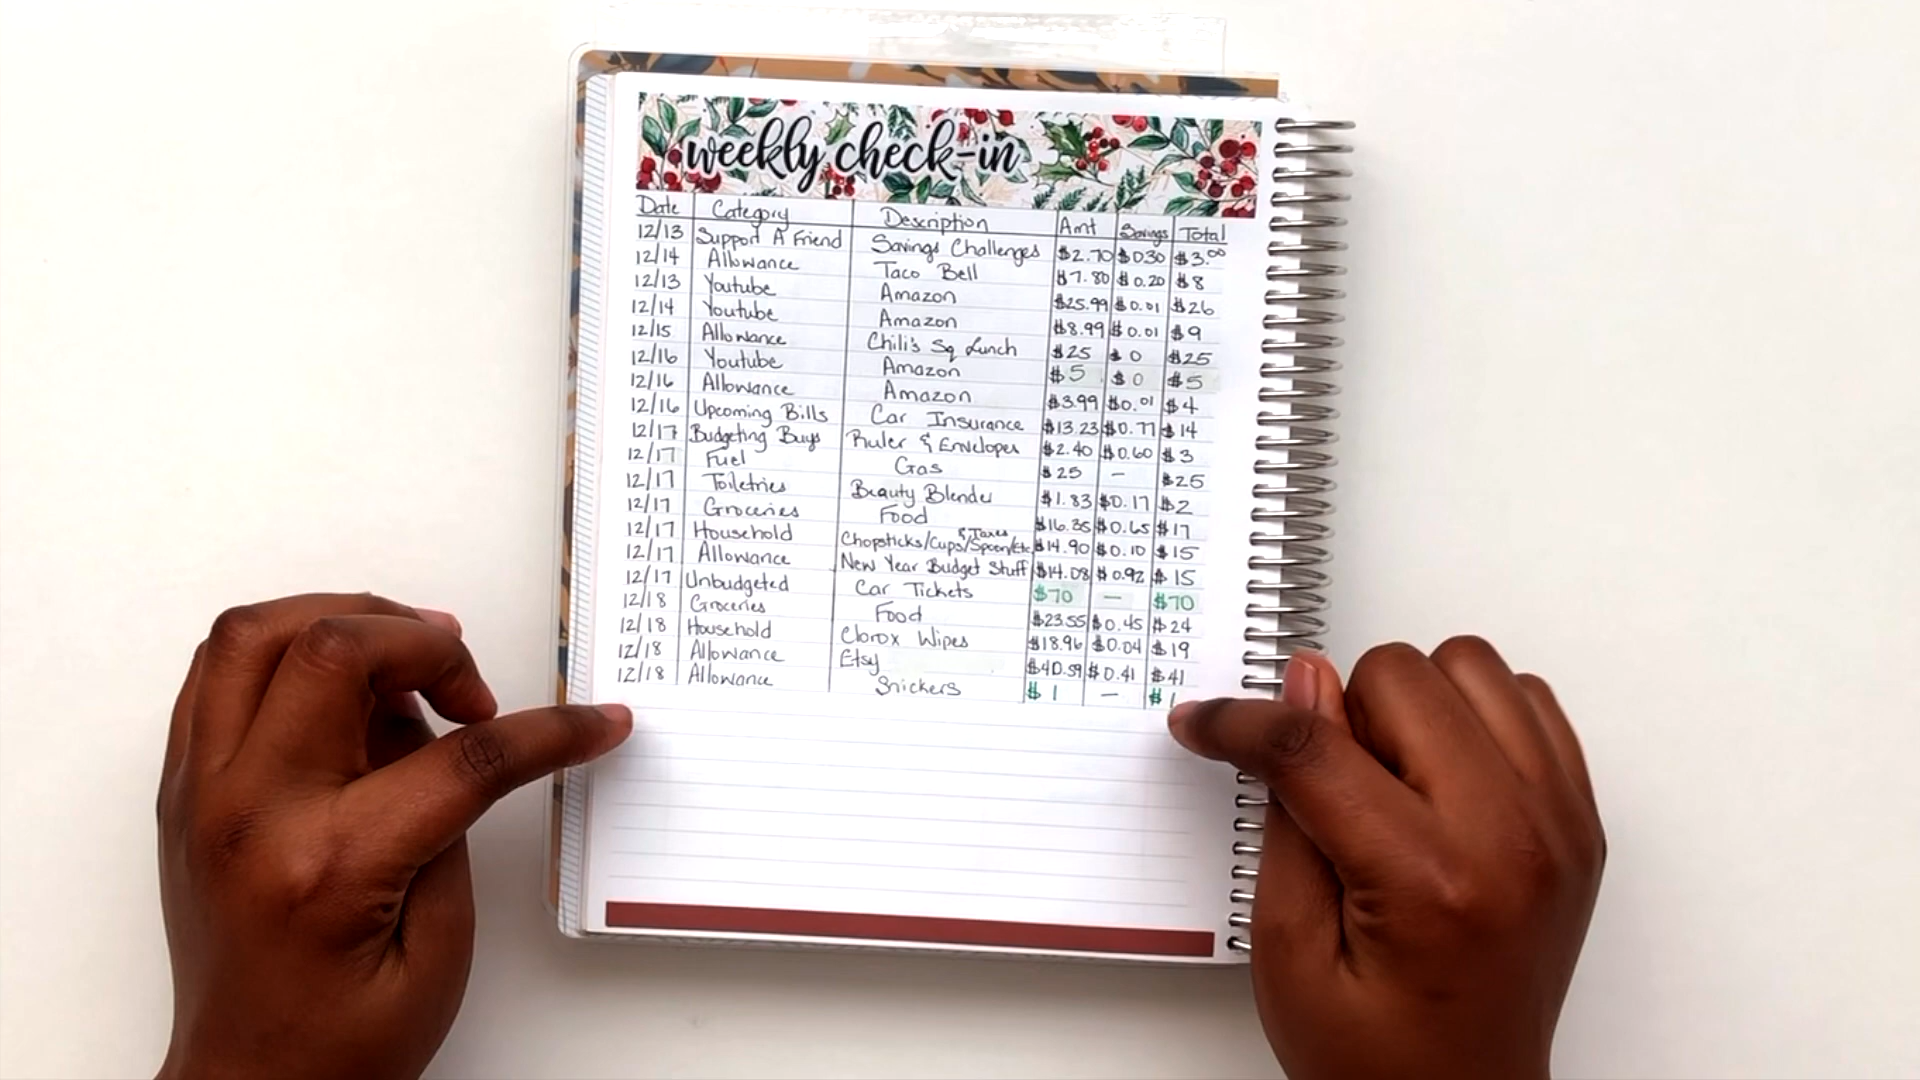 weekly check-in
Date Category Description Amt Savings Total
12/13 Support A Friend Savings Challenges $2.70 $0.30 $3.00
12/14 Allowance Taco Bell $7.80 $0.20 $8
12/13 Youtube Amazon $25.99 $0.01 $26
12/14 Youtube Amazon $8.99 $0.01 $9
12/15 Allowance Chili's Sq Lunch $25 $0 $25
12/16 Youtube Amazon $5 $0 $5
12/16 Allowance Amazon $3.99 $0.01 $4
12/16 Upcoming Bills Car Insurance $13.23 $0.77 $14
12/17 Budgeting Buys Ruler & Envelopes $2.40 $0.60 $3
12/17 Fuel Gas $25 — $25
12/17 Toiletries Beauty Blender $1.83 $0.17 $2
12/17 Groceries Food $16.35 $0.65 $17
12/17 Household Chopsticks/Cups/Spoon/Etc & Taxes $14.90 $0.10 $15
12/17 Allowance New Year Budget Stuff $14.08 $0.92 $15
12/17 Unbudgeted Car Tickets $70 — $70
12/18 Groceries Food $23.55 $0.45 $24
12/18 Household Clorox Wipes $18.96 $0.04 $19
12/18 Allowance Etsy $40.59 $0.41 $41
12/18 Allowance Snickers $1 — $1